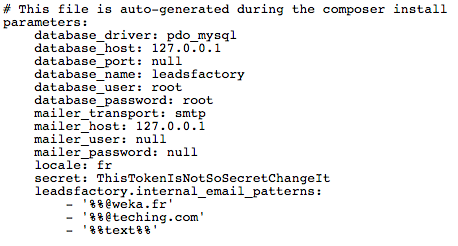 # This file is auto-generated during the composer install
parameters:
    database_driver: pdo_mysql
    database_host: 127.0.0.1
    database_port: null
    database_name: leadsfactory
    database_user: root
    database_password: root
    mailer_transport: smtp
    mailer_host: 127.0.0.1
    mailer_user: null
    mailer_password: null
    locale: fr
    secret: ThisTokenIsNotSoSecretChangeIt
    leadsfactory.internal_email_patterns:
        - '%%@weka.fr'
        - '%%@teching.com'
        - '%%text%%'